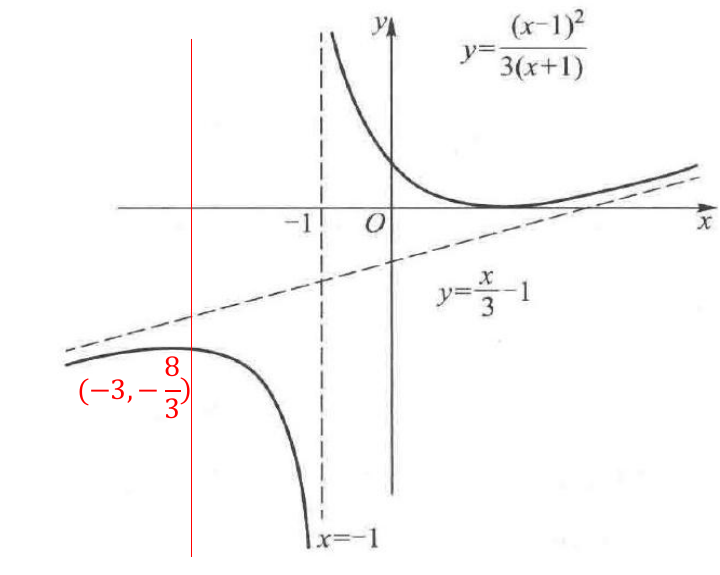 y
y=(x-1)²/3(x+1)
-1
O
x
y=x/3-1
(-3,-8/3)
x=-1